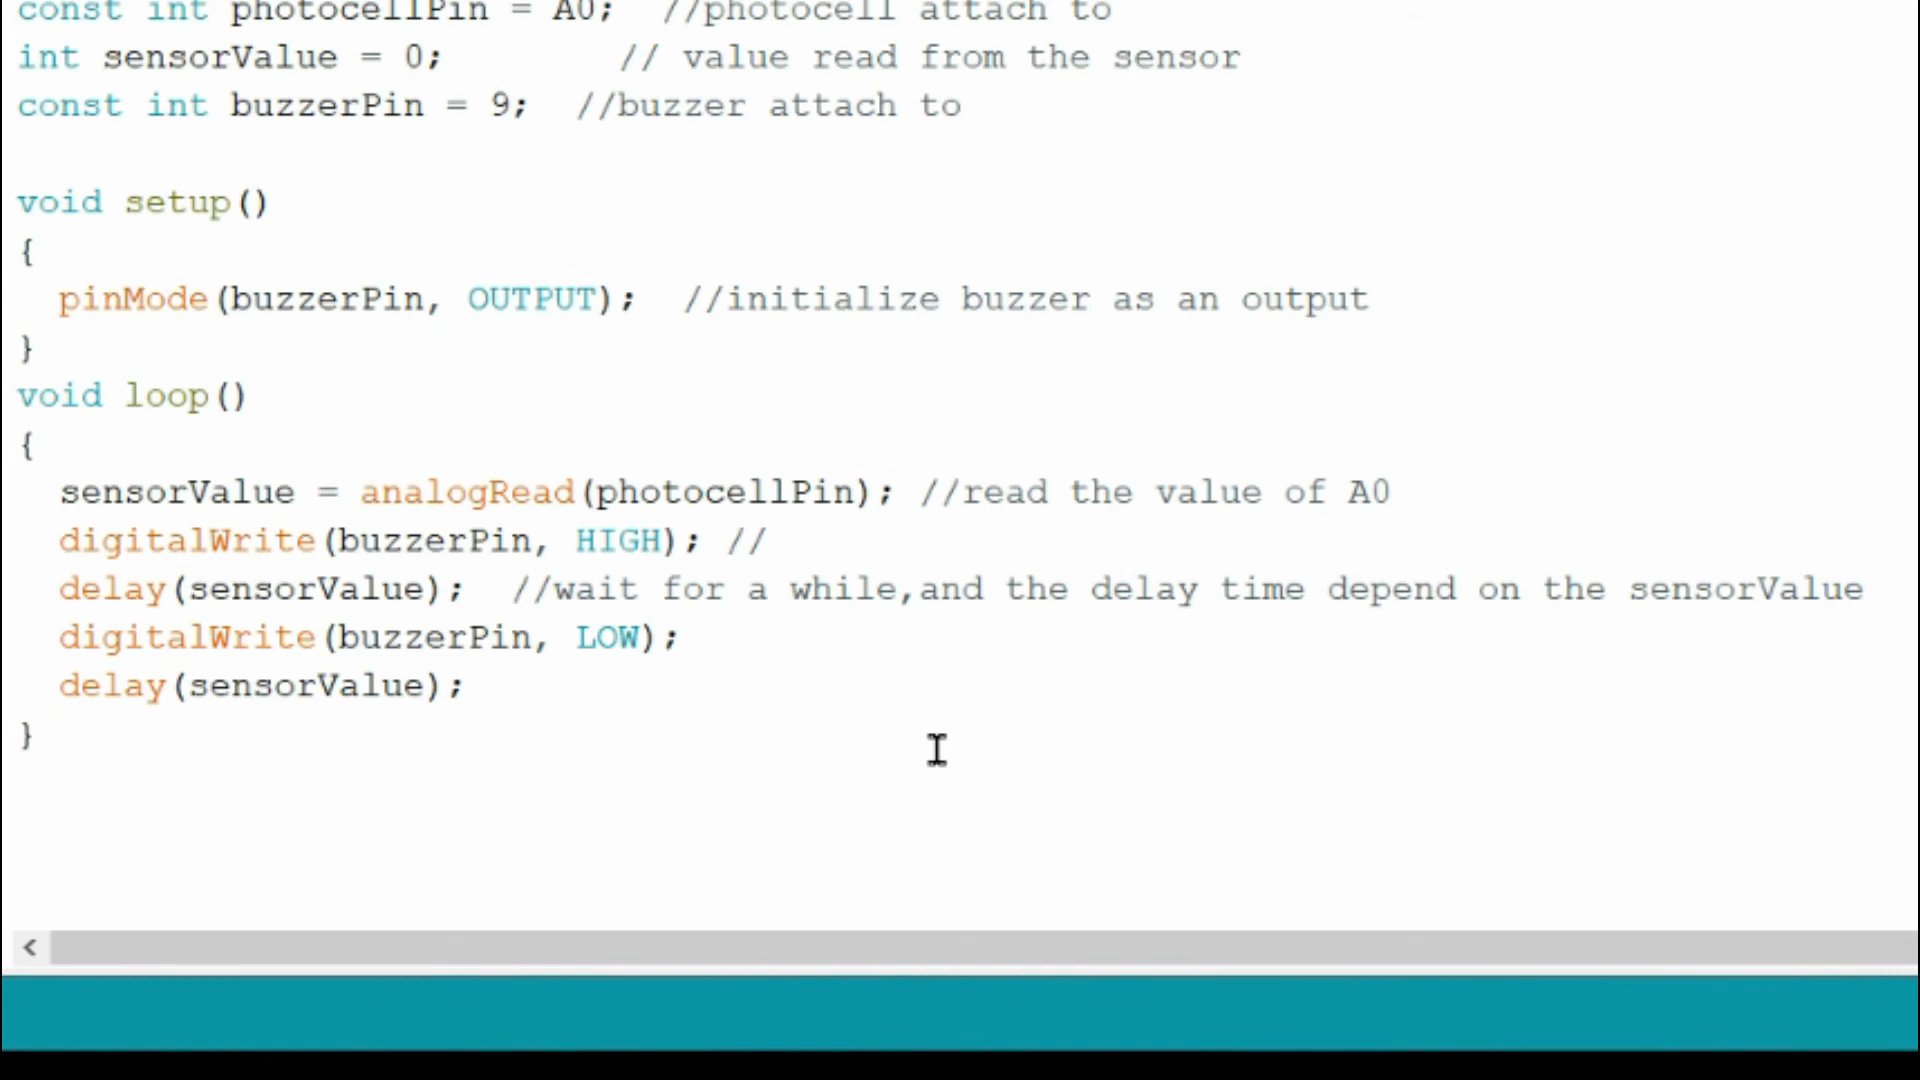 const int photocellPin = A0;  //photocell attach to
int sensorValue = 0;        // value read from the sensor
const int buzzerPin = 9;  //buzzer attach to
void setup()
{
  pinMode(buzzerPin, OUTPUT);  //initialize buzzer as an output
}
void loop()
{
  sensorValue = analogRead(photocellPin); //read the value of A0
  digitalWrite(buzzerPin, HIGH); //
  delay(sensorValue);  //wait for a while,and the delay time depend on the sensorValue
  digitalWrite(buzzerPin, LOW);
  delay(sensorValue);
}